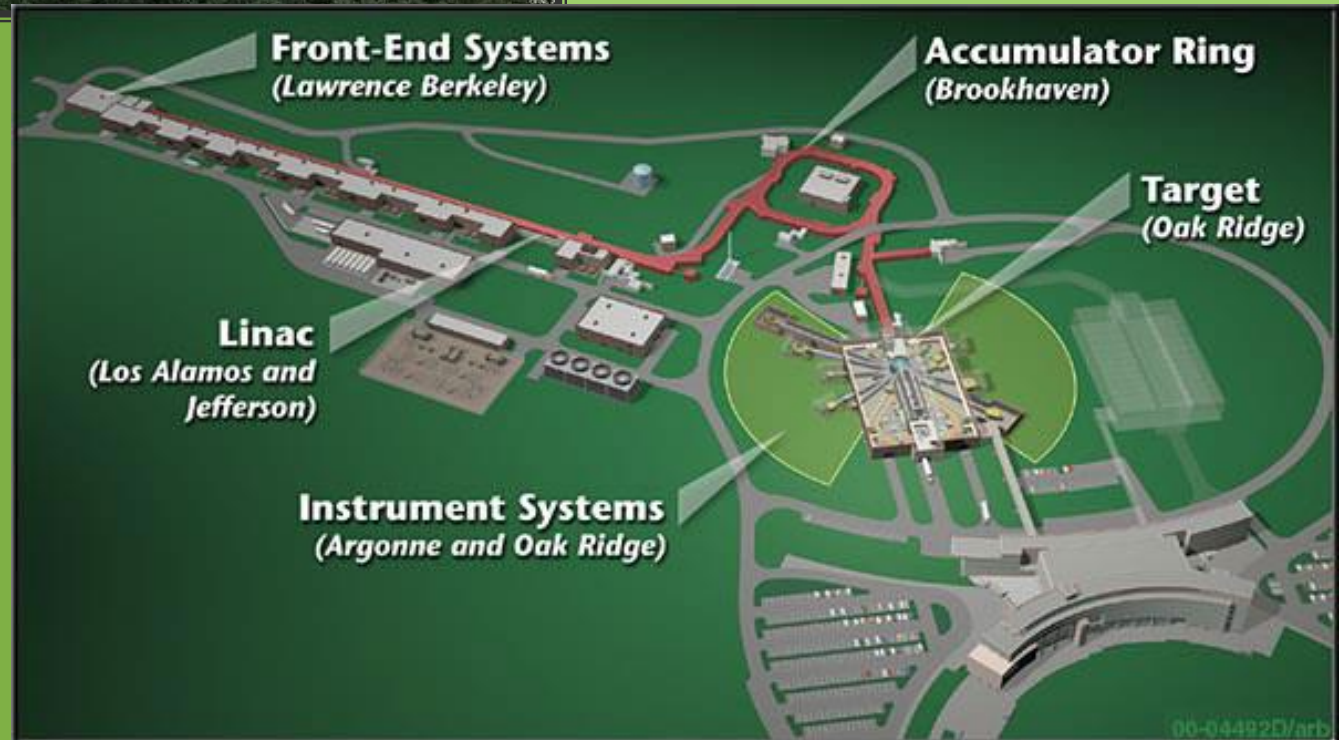 Front-End Systems
(Lawrence Berkeley)
Accumulator Ring
(Brookhaven)
Target
(Oak Ridge)
Linac
(Los Alamos and
Jefferson)
Instrument Systems
(Argonne and Oak Ridge)
00-04492D/arb